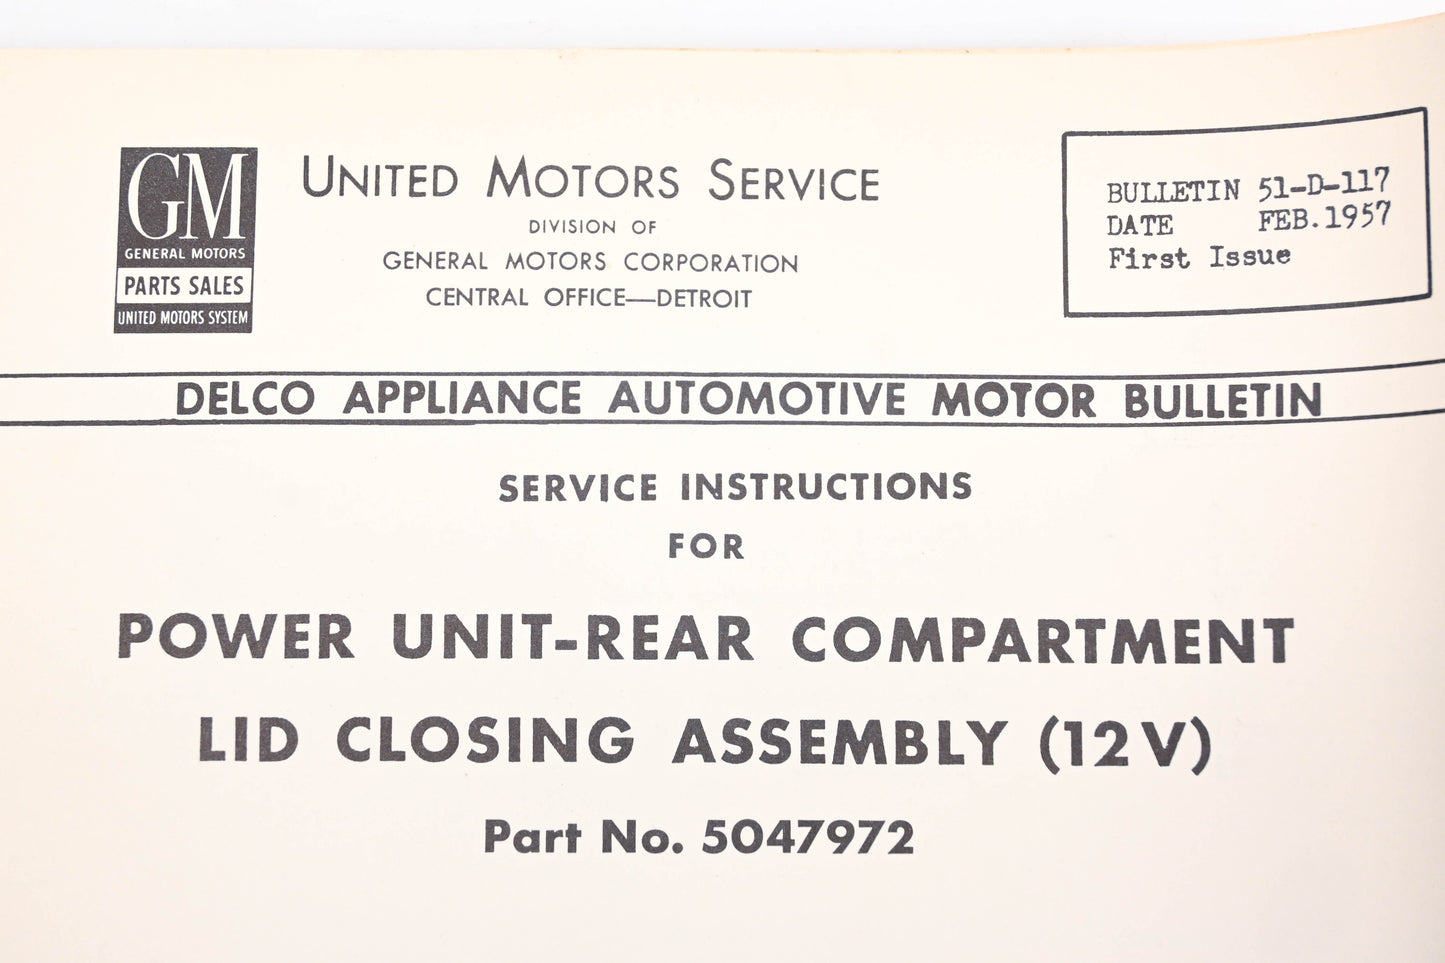 GM
GENERAL MOTORS
PARTS SALES
UNITED MOTORS SYSTEM
UNITED MOTORS SERVICE
DIVISION OF
GENERAL MOTORS CORPORATION
CENTRAL OFFICE—DETROIT
BULLETIN 51-D-117
DATE FEB. 1957
First Issue
DELCO APPLIANCE AUTOMOTIVE MOTOR BULLETIN
SERVICE INSTRUCTIONS
FOR
POWER UNIT-REAR COMPARTMENT
LID CLOSING ASSEMBLY (12V)
Part No. 5047972